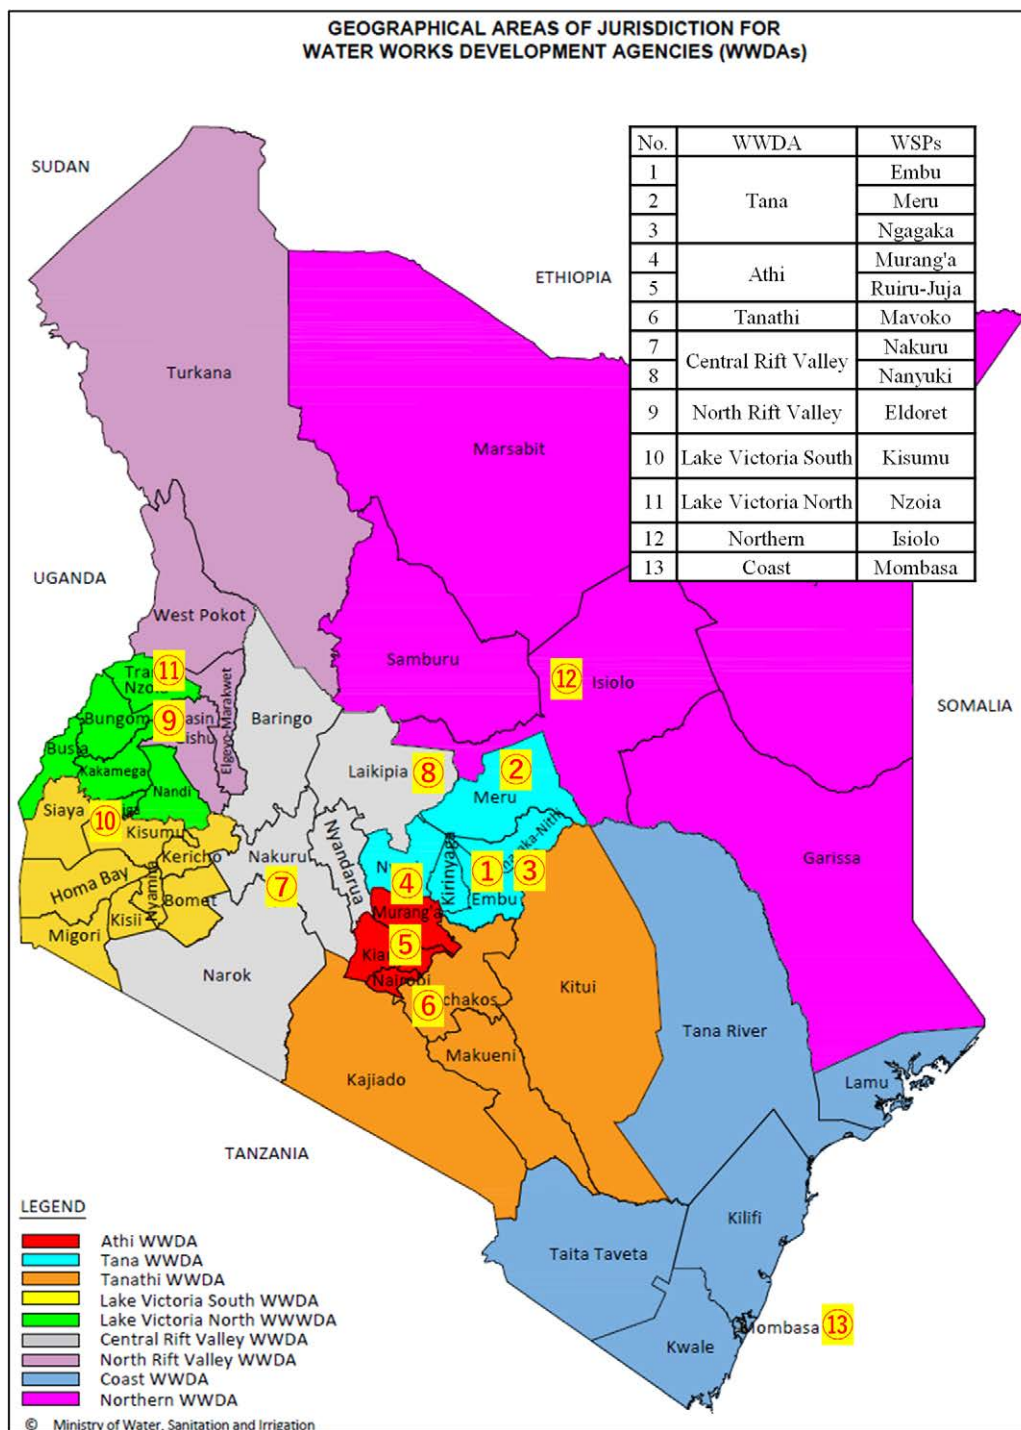 GEOGRAPHICAL AREAS OF JURISDICTION FOR
WATER WORKS DEVELOPMENT AGENCIES (WWDAs)
SUDAN
ETHIOPIA
UGANDA
SOMALIA
TANZANIA
No. WWDA WSPs
1 Tana Embu
2 Meru
3 Ngagaka
4 Athi Murang'a
5 Ruiru-Juja
6 Tanathi Mavoko
7 Central Rift Valley Nakuru
8 Nanyuki
9 North Rift Valley Eldoret
10 Lake Victoria South Kisumu
11 Lake Victoria North Nzoia
12 Northern Isiolo
13 Coast Mombasa
Turkana
Marsabit
West Pokot
Samburu
⑫
Isiolo
⑪
Nzoia
Elgeyo-Marakwet
Baringo
⑨
Busia
Kakamega
Nandi
Laikipia
⑧
②
Meru
Siaya
⑩
Kisumu
Kericho
Nakuru
⑦
Nyandarua
④
Kirinyaga
①
③
Embu
Garissa
Homa Bay
Nyamira
Bomet
Kisii
Migori
Murang'a
⑤
Narok
Nairobi
⑥
Kitui
Tana River
Makueni
Kajiado
Lamu
Kilifi
Taita Taveta
Mombasa ⑬
Kwale
LEGEND
Athi WWDA
Tana WWDA
Tanathi WWDA
Lake Victoria South WWDA
Lake Victoria North WWWDA
Central Rift Valley WWDA
North Rift Valley WWDA
Coast WWDA
Northern WWDA
© Ministry of Water, Sanitation and Irrigation